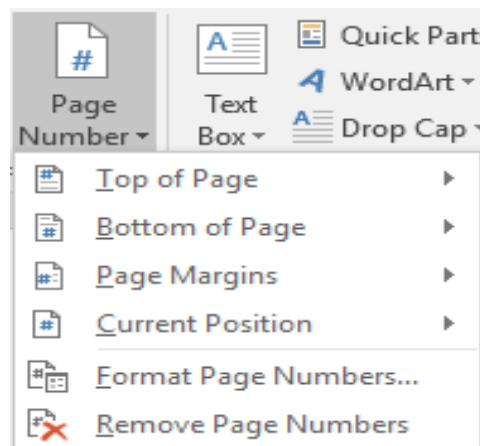 Page
Number
Text
Box
Quick Part
WordArt
Drop Cap
Top of Page
Bottom of Page
Page Margins
Current Position
Format Page Numbers...
Remove Page Numbers